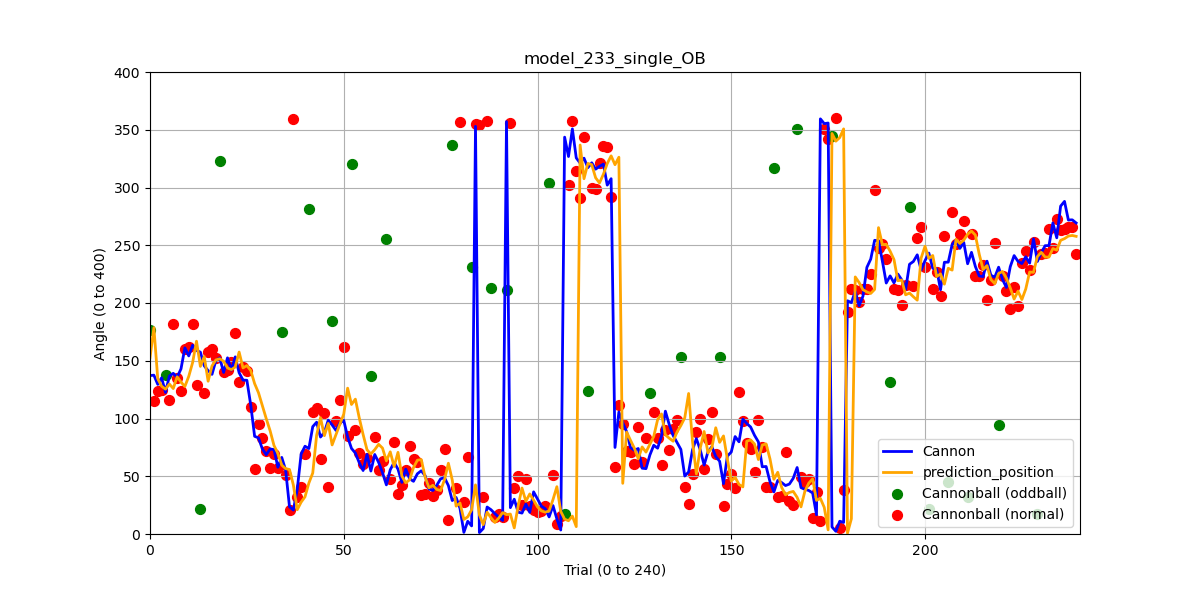 model_233_single_OB
400
350
300
250
200
150
100
50
0
Angle (0 to 400)
0 50 100 150 200
Trial (0 to 240)
Cannon
prediction_position
Cannonball (oddball)
Cannonball (normal)